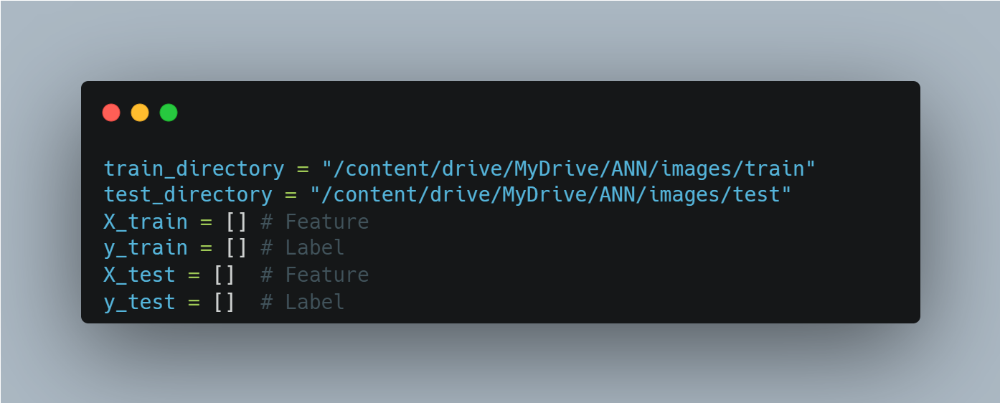 train_directory = "/content/drive/MyDrive/ANN/images/train"
test_directory = "/content/drive/MyDrive/ANN/images/test"
X_train = [] # Feature
y_train = [] # Label
X_test = []  # Feature
y_test = []  # Label